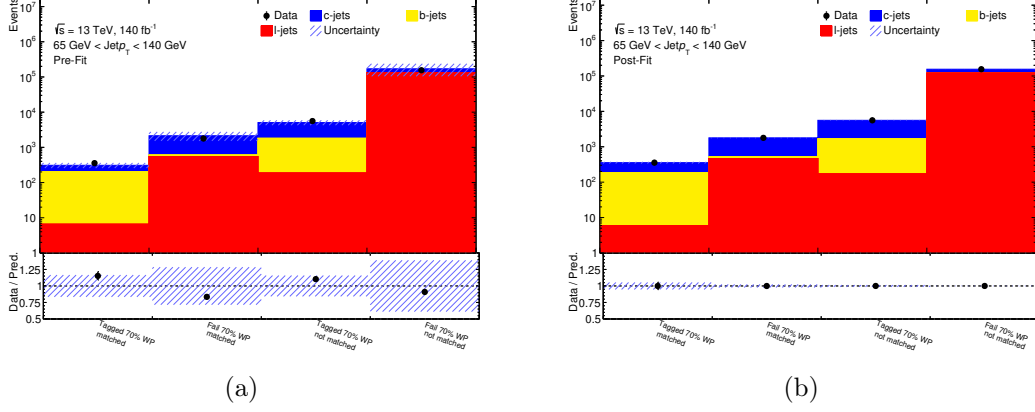 Events
10⁷
10⁶
10⁵
10⁴
10³
10²
10
1
√s = 13 TeV, 140 fb⁻¹
65 GeV < Jet p_T < 140 GeV
Pre-Fit
Data
c-jets
b-jets
l-jets
Uncertainty
Data / Pred.
1.25
1
0.75
0.5
Tagged 70% WP
matched
Fail 70% WP
matched
Tagged 70% WP
not matched
Fail 70% WP
not matched
(a)
Events
10⁷
10⁶
10⁵
10⁴
10³
10²
10
1
√s = 13 TeV, 140 fb⁻¹
65 GeV < Jet p_T < 140 GeV
Post-Fit
Data
c-jets
b-jets
l-jets
Uncertainty
Data / Pred.
1.25
1
0.75
0.5
Tagged 70% WP
matched
Fail 70% WP
matched
Tagged 70% WP
not matched
Fail 70% WP
not matched
(b)